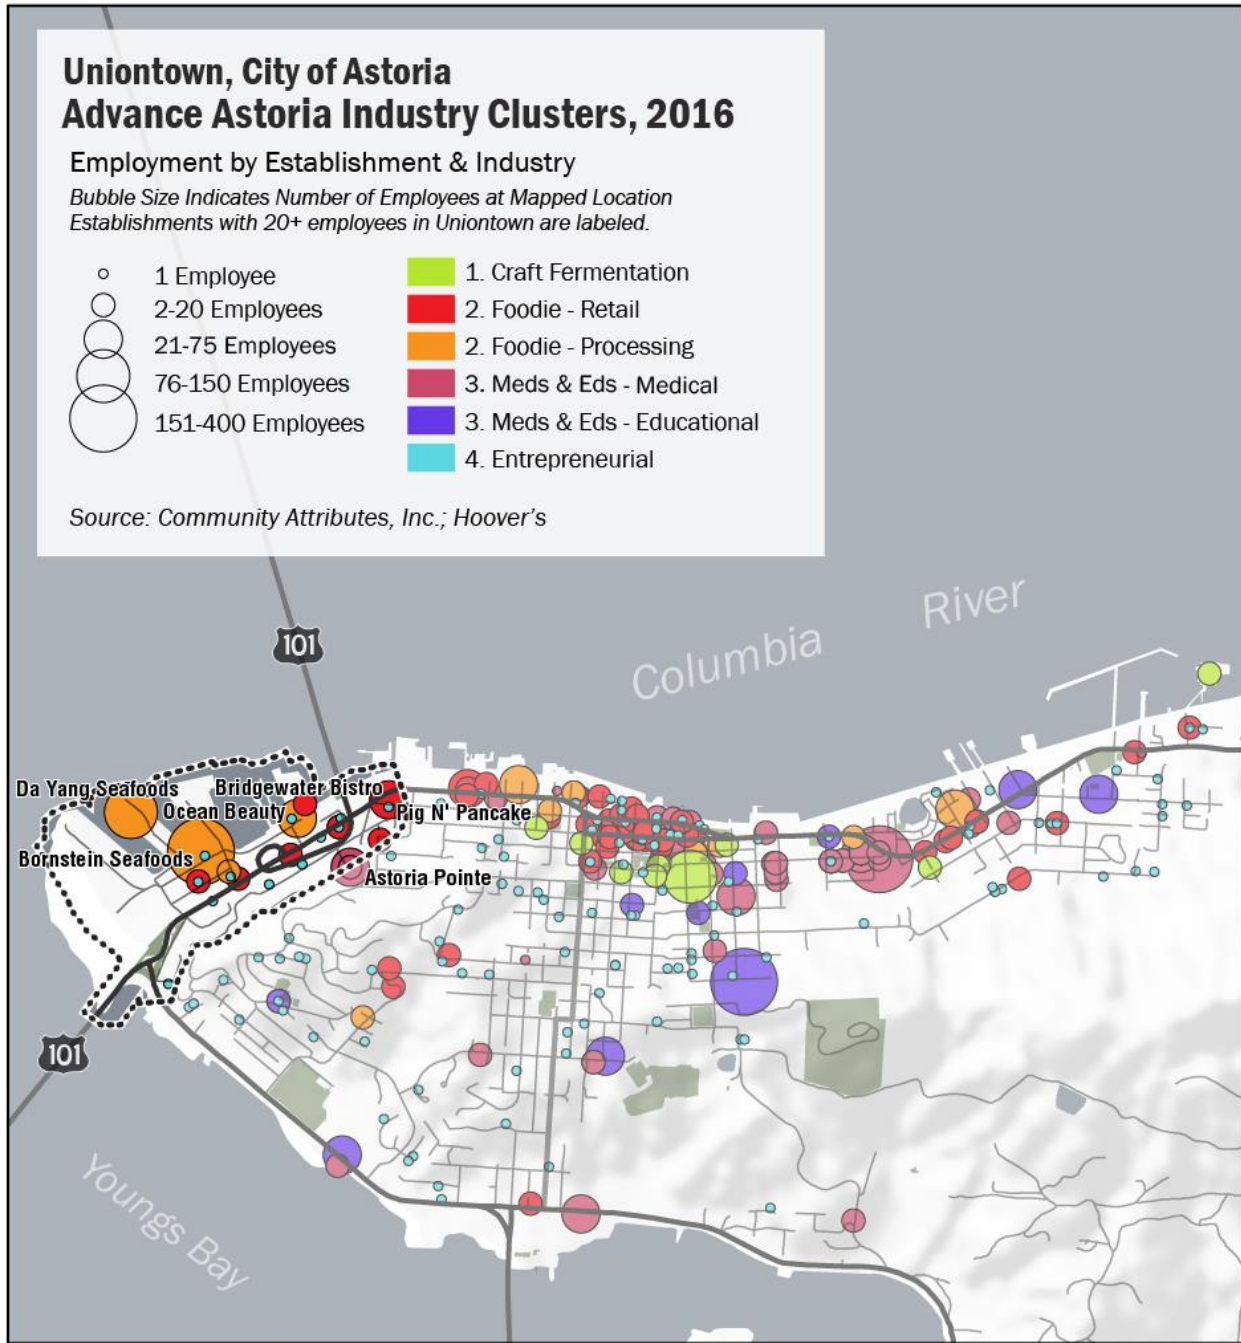 Uniontown, City of Astoria
Advance Astoria Industry Clusters, 2016
Employment by Establishment & Industry
Bubble Size Indicates Number of Employees at Mapped Location
Establishments with 20+ employees in Uniontown are labeled.
1 Employee
2-20 Employees
21-75 Employees
76-150 Employees
151-400 Employees
1. Craft Fermentation
2. Foodie - Retail
2. Foodie - Processing
3. Meds & Eds - Medical
3. Meds & Eds - Educational
4. Entrepreneurial
Source: Community Attributes, Inc.; Hoover's
101
Columbia River
Da Yang Seafoods
Bridgewater Bistro
Ocean Beauty
Pig N' Pancake
Bornstein Seafoods
Astoria Pointe
101
Youngs Bay